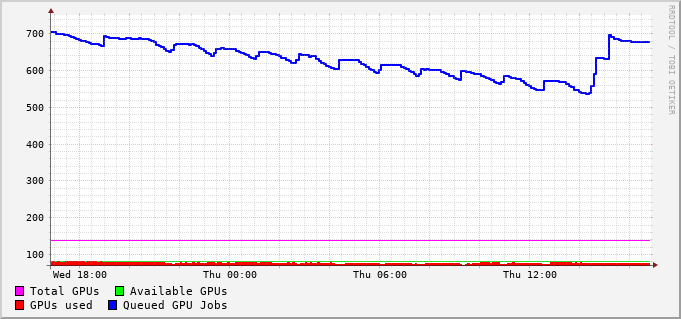 700
600
500
400
300
200
100
Wed 18:00 Thu 00:00 Thu 06:00 Thu 12:00
Total GPUs Available GPUs
GPUs used Queued GPU Jobs
RRDTOOL / TOBI OETIKER